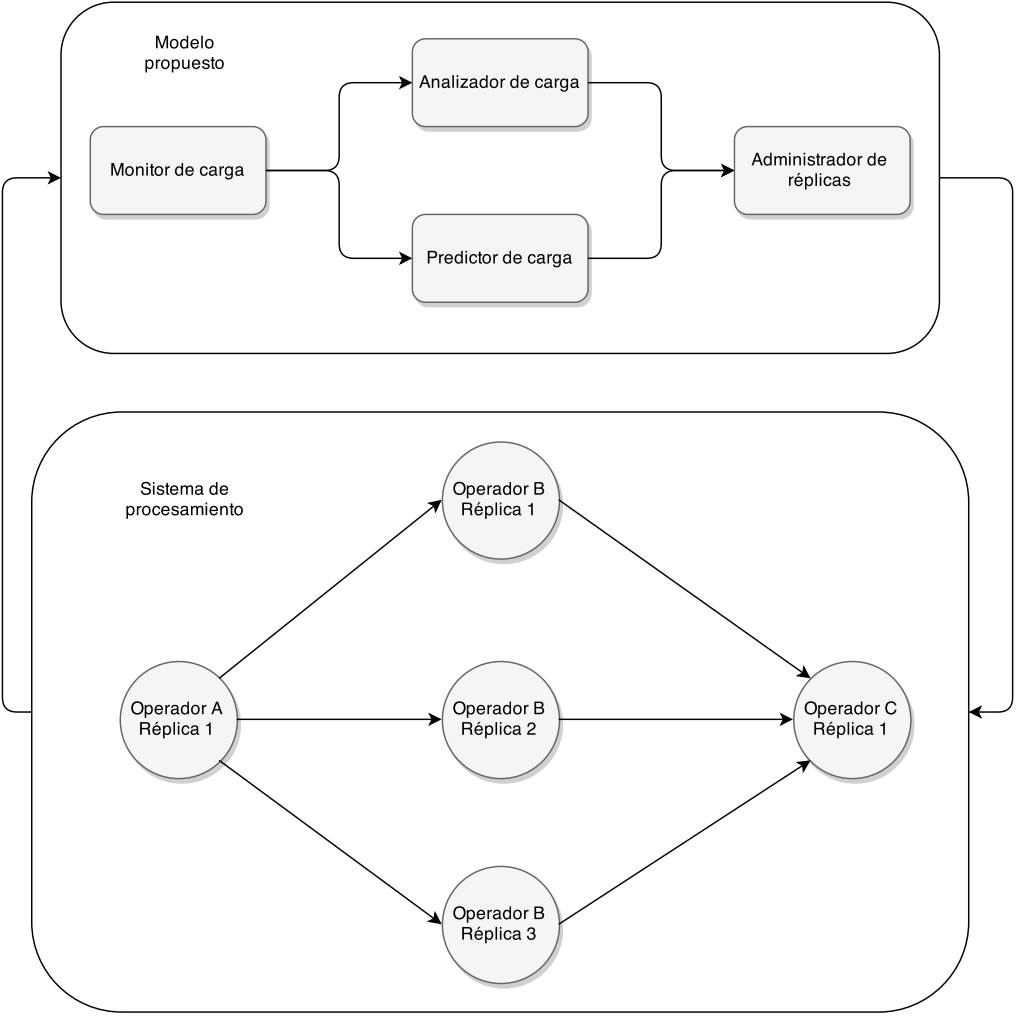 Modelo
propuesto
Analizador de carga
Monitor de carga
Administrador de
réplicas
Predictor de carga
Sistema de
procesamiento
Operador B
Réplica 1
Operador A
Réplica 1
Operador B
Réplica 2
Operador C
Réplica 1
Operador B
Réplica 3